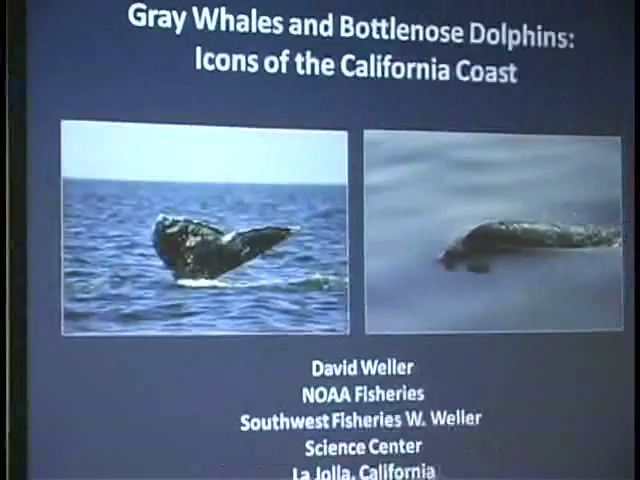 Gray Whales and Bottlenose Dolphins:
Icons of the California Coast
David Weller
NOAA Fisheries
Southwest Fisheries W. Weller
Science Center
La Jolla, California